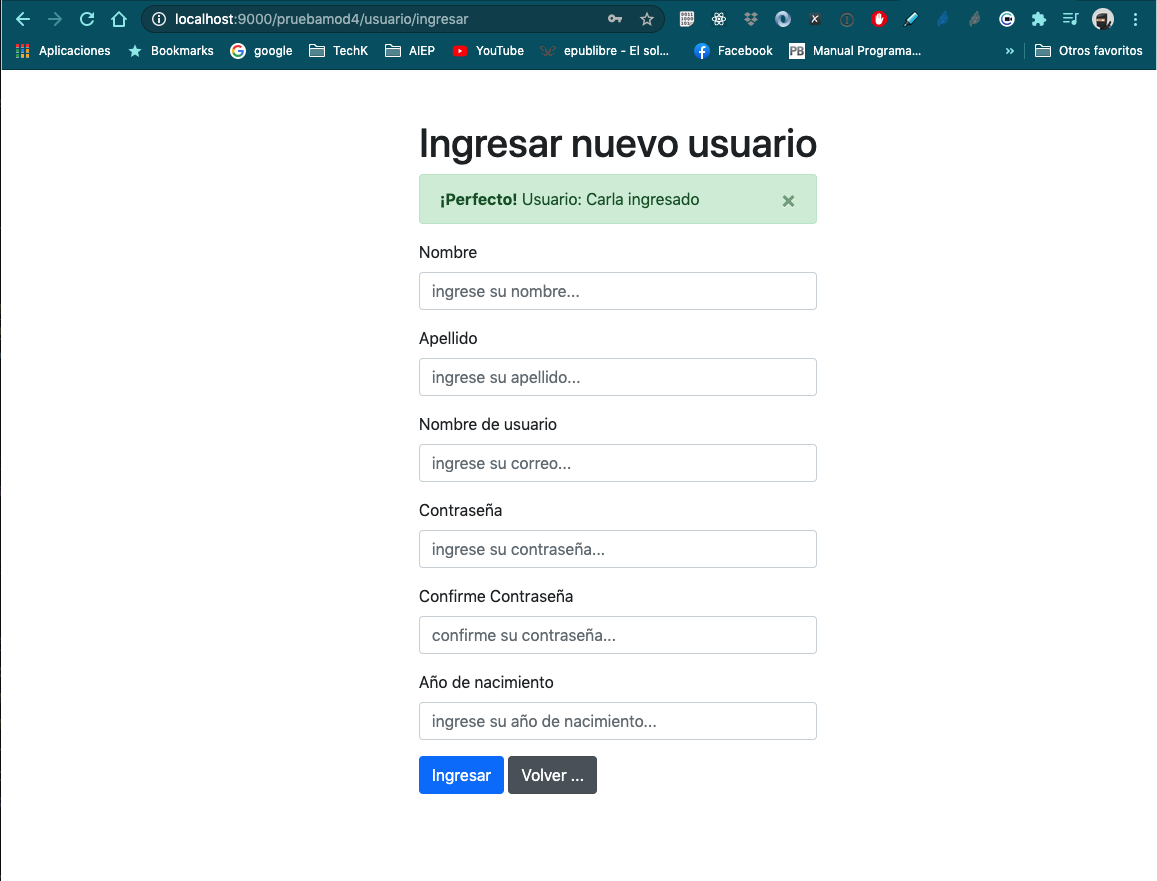 localhost:9000/pruebamod4/usuario/ingresar
Aplicaciones Bookmarks google TechK AIEP YouTube epublibre - El sol... Facebook PB Manual Programa... » Otros favoritos
Ingresar nuevo usuario
¡Perfecto! Usuario: Carla ingresado ×
Nombre
ingrese su nombre...
Apellido
ingrese su apellido...
Nombre de usuario
ingrese su correo...
Contraseña
ingrese su contraseña...
Confirme Contraseña
confirme su contraseña...
Año de nacimiento
ingrese su año de nacimiento...
Ingresar Volver ...